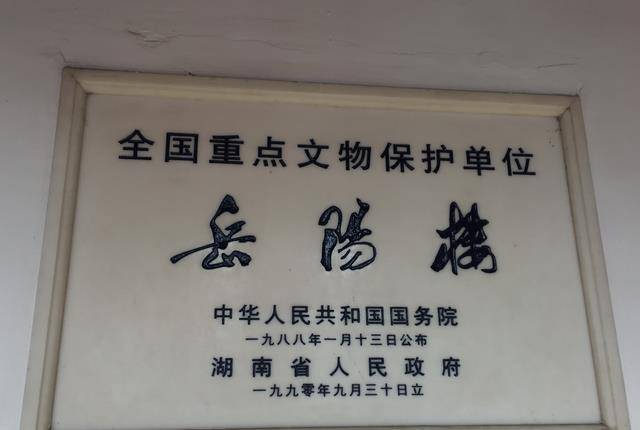 全国重点文物保护单位
岳陽楼
中华人民共和国国务院
一九八八年一月十三日公布
湖南省人民政府
一九九零年九月三十日立